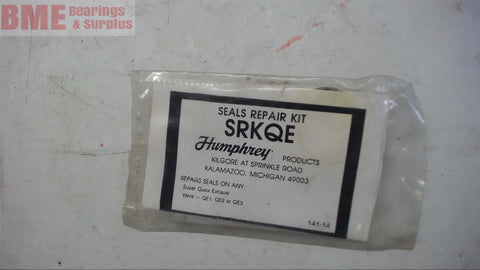 BME Bearings & Surplus
SEALS REPAIR KIT
SRKQE
Humphrey PRODUCTS
KILGORE AT SPRINKLE ROAD
KALAMAZOO, MICHIGAN 49003
REPAIRS SEALS ON ANY
Super Quick Exhaust
Valve — QE1, QE2 or QE3
141-14